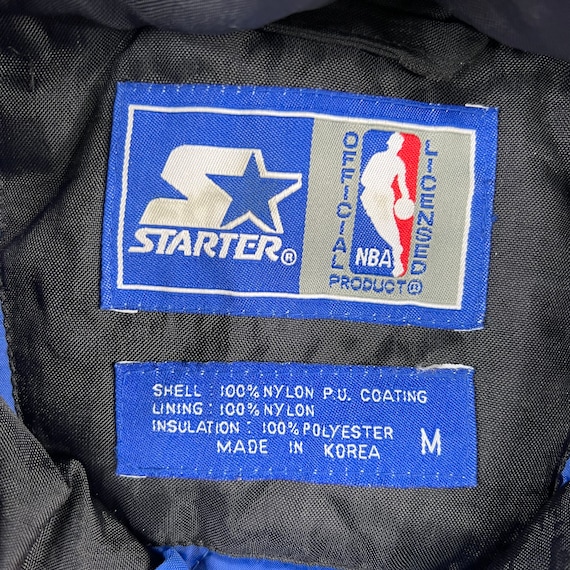 STARTER®
OFFICIAL
LICENSED
NBA
PRODUCT®
SHELL : 100% NYLON P.U. COATING
LINING : 100% NYLON
INSULATION : 100% POLYESTER
MADE IN KOREA
M